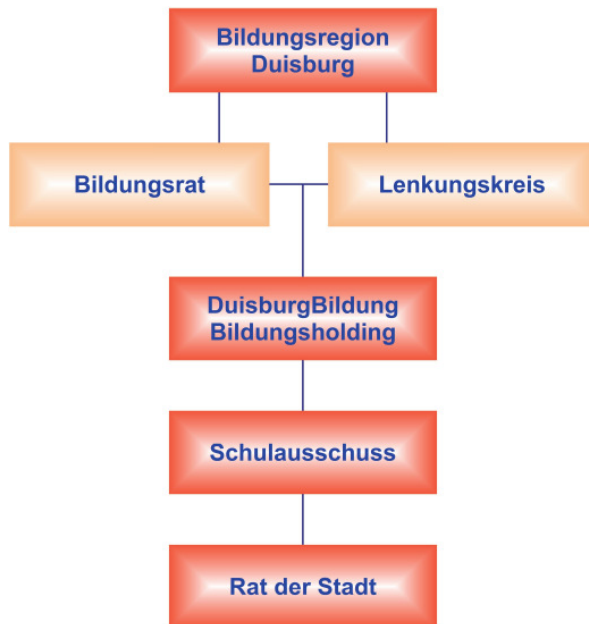 Bildungsregion
Duisburg
Bildungsrat
Lenkungskreis
DuisburgBildung
Bildungsholding
Schulausschuss
Rat der Stadt